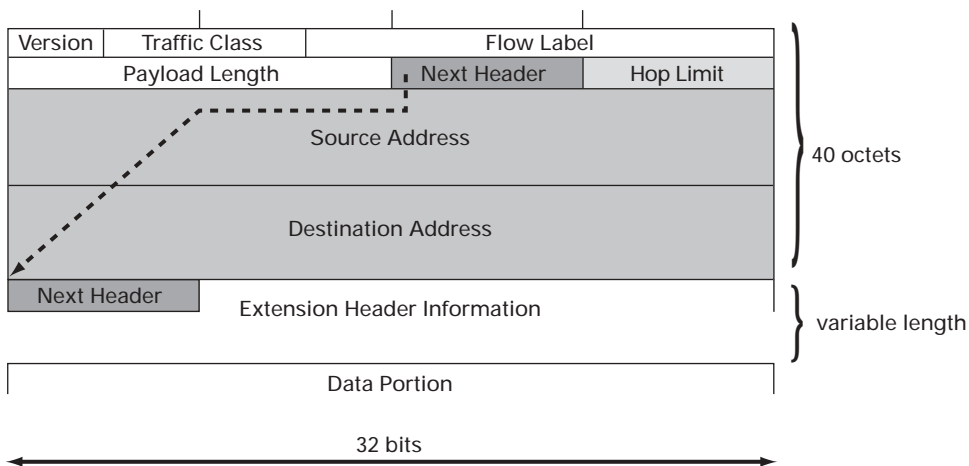 Version Traffic Class Flow Label
Payload Length Next Header Hop Limit
Source Address
40 octets
Destination Address
Next Header
Extension Header Information
variable length
Data Portion
32 bits